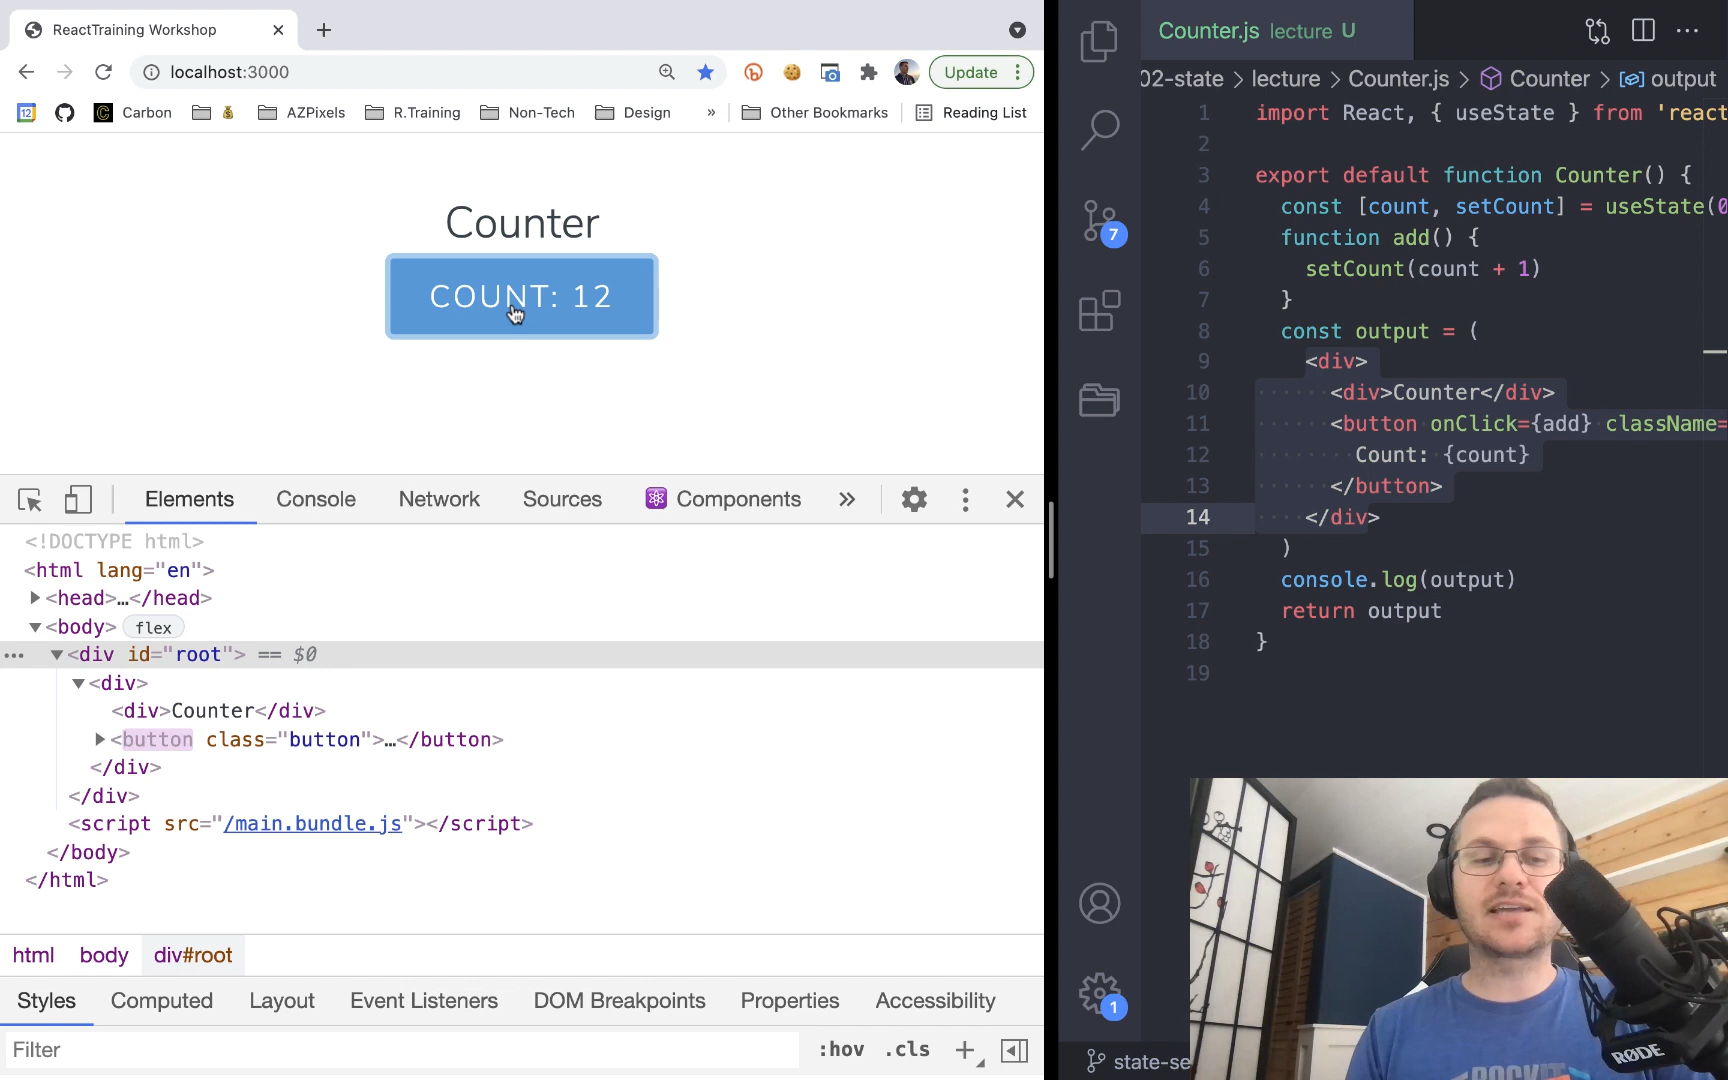 ReactTraining Workshop
localhost:3000
Update
12 Carbon AZPixels R.Training Non-Tech Design » Other Bookmarks Reading List
Counter
COUNT: 12
Elements Console Network Sources Components »
<!DOCTYPE html>
<html lang="en">
<head>…</head>
<body> flex
<div id="root"> == $0
<div>
<div>Counter</div>
<button class="button">…</button>
</div>
</div>
<script src="/main.bundle.js"></script>
</body>
</html>
html body div#root
Styles Computed Layout Event Listeners DOM Breakpoints Properties Accessibility
Filter :hov .cls
Counter.js lecture U
02-state > lecture > Counter.js > Counter > output
1 import React, { useState } from 'react
2
3 export default function Counter() {
4 const [count, setCount] = useState(0
5 function add() {
6 setCount(count + 1)
7 }
8 const output = (
9 <div>
10 <div>Counter</div>
11 <button onClick={add} className=
12 Count: {count}
13 </button>
14 </div>
15 )
16 console.log(output)
17 return output
18 }
19
7
1
state-se
RØDE